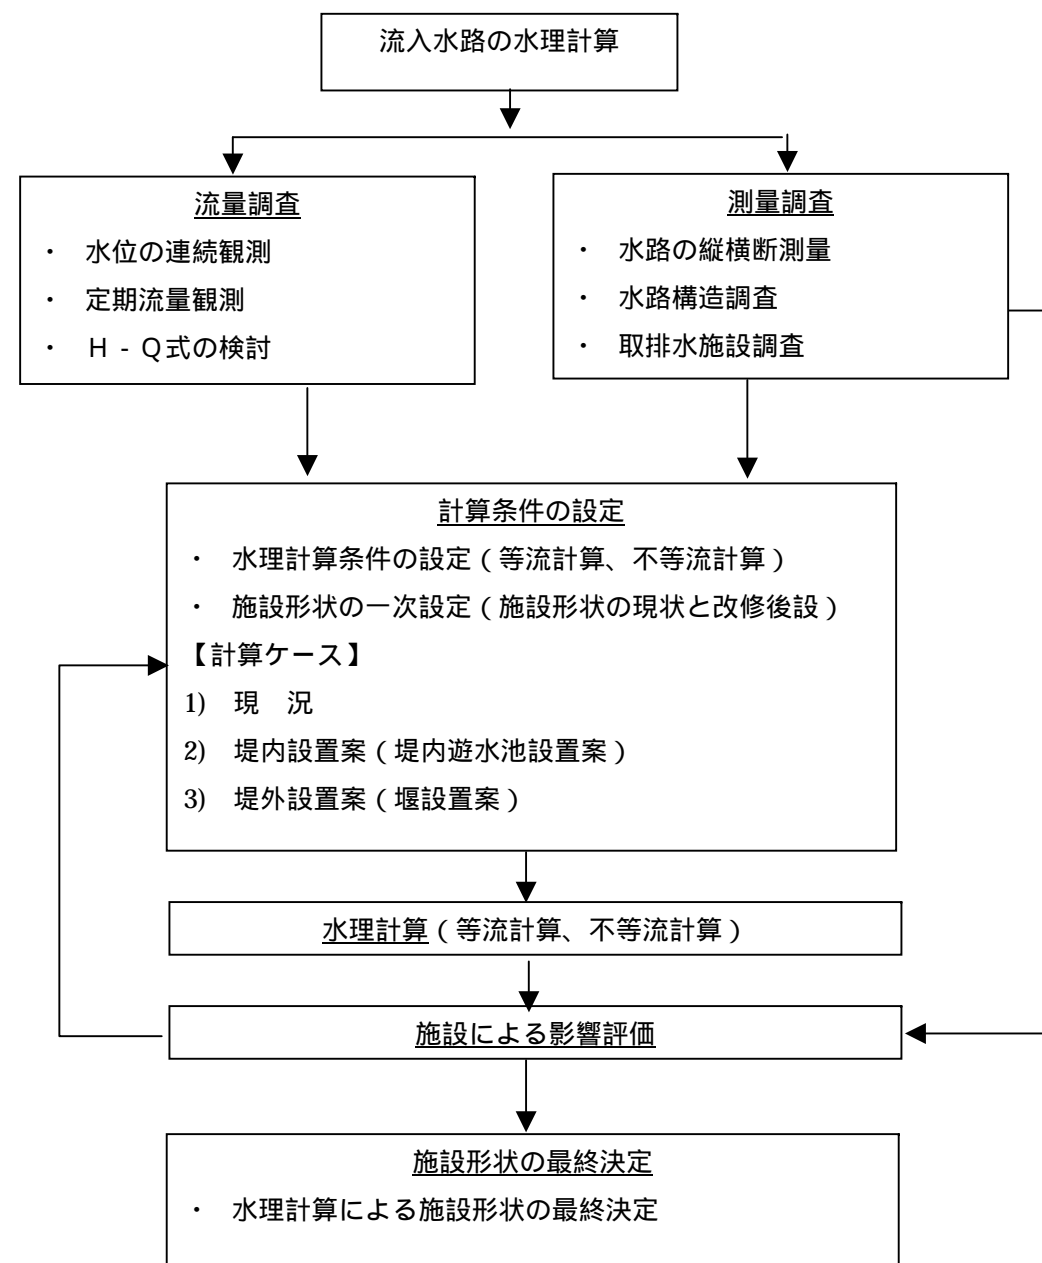 流入水路の水理計算
流量調査
・ 水位の連続観測
・ 定期流量観測
・ H - Q式の検討
測量調査
・ 水路の縦横断測量
・ 水路構造調査
・ 取排水施設調査
計算条件の設定
・ 水理計算条件の設定(等流計算、不等流計算)
・ 施設形状の一次設定(施設形状の現状と改修後設)
【計算ケース】
1) 現 況
2) 堤内設置案(堤内遊水池設置案)
3) 堤外設置案(堰設置案)
水理計算(等流計算、不等流計算)
施設による影響評価
施設形状の最終決定
・ 水理計算による施設形状の最終決定